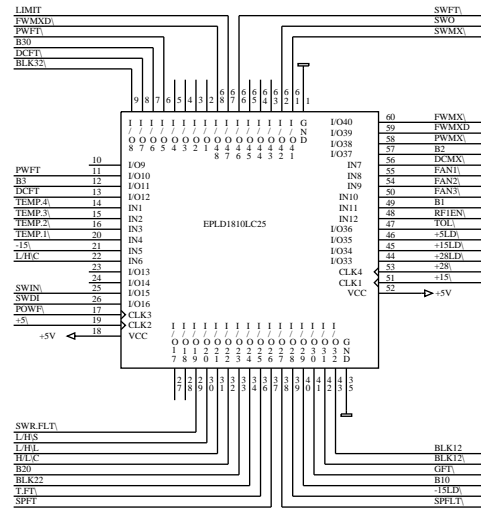 LIMIT
FWMXD\
PWFT\
B30
DCFT\
BLK32\
SWFT\
SWO
SWMX\
9 8 7 6 5 4 3 2 68 67 66 65 64 63 62 61 1
I/O8 I/O7 I/O6 I/O5 I/O4 I/O3 I/O2 I/O1 I/O48 I/O47 I/O46 I/O45 I/O44 I/O43 I/O42 I/O41 GND
10 I/O9
PWFT 11 I/O10
B3 12 I/O11
DCFT 13 I/O12
TEMP.4\ 14 IN1
TEMP.3\ 15 IN2
TEMP.2\ 16 IN3
TEMP.1\ 20 IN4
-15\ 21 IN5
L/H\C 22 IN6
23 I/O13
24 I/O14
SWIN\ 25 I/O15
SWDI 26 I/O16
POWF\ 17 CLK3
+5\ 19 CLK2
+5V 18 VCC
EPLD1810LC25
I/O40 60 FWMX\
I/O39 59 FWMXD
I/O38 58 PWMX\
I/O37 57 B2
IN7 56 DCMX\
IN8 55 FAN1\
IN9 54 FAN2\
IN10 50 FAN3\
IN11 49 B1
IN12 48 RF1EN\
I/O36 47 TOL\
I/O35 46 +5LD\
I/O34 45 +15LD\
I/O33 44 +28LD\
CLK4 53 +28\
CLK1 51 +15\
VCC 52 +5V
I/O17 I/O18 I/O19 I/O20 I/O21 I/O22 I/O23 I/O24 I/O25 I/O26 I/O27 I/O28 I/O29 I/O30 I/O31 I/O32 GND
27 28 29 30 31 32 33 34 36 37 38 39 40 41 42 43 35
SWR.FLT\
L/H\S
L/H\L
H/L\C
B20
BLK22
T.FT\
SPFT
BLK12
BLK12\
GFT\
B10
-15LD\
SPFLT\